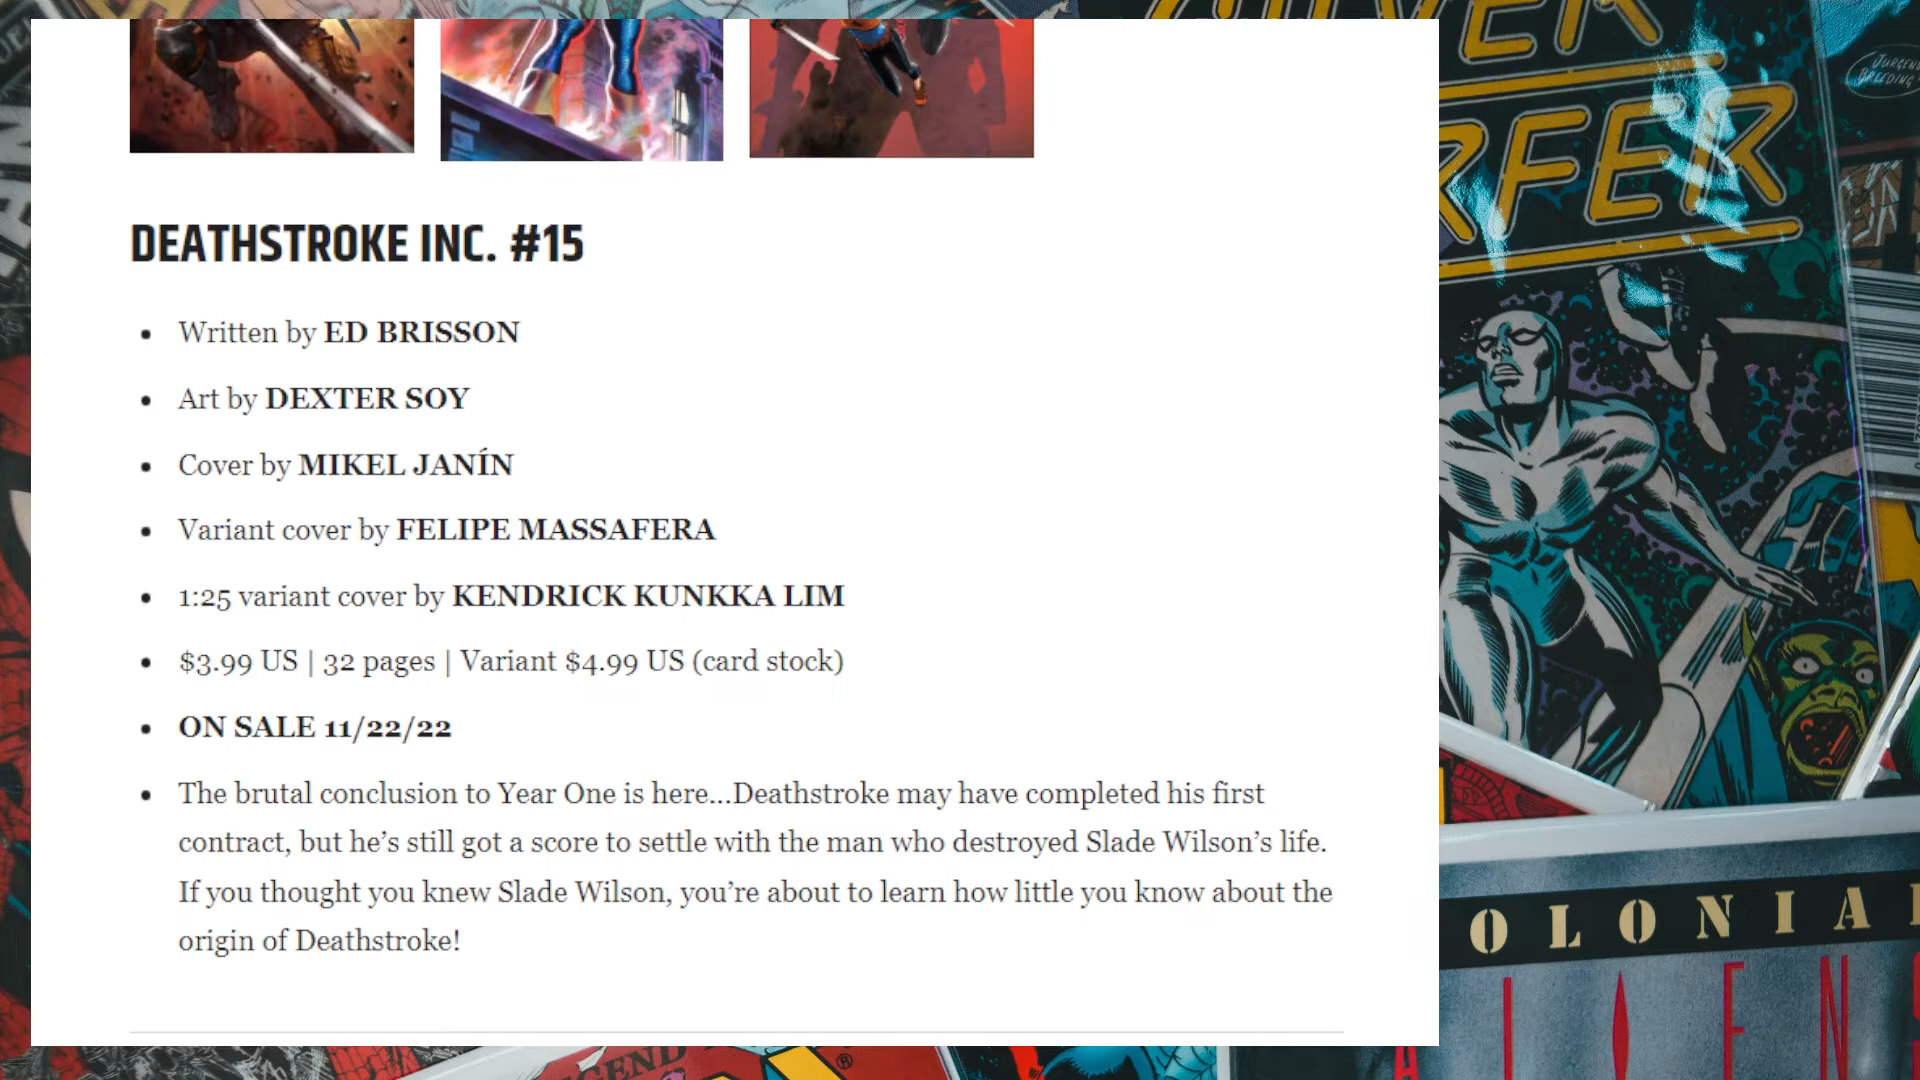 DEATHSTROKE INC. #15
• Written by ED BRISSON
• Art by DEXTER SOY
• Cover by MIKEL JANÍN
• Variant cover by FELIPE MASSAFERA
• 1:25 variant cover by KENDRICK KUNKKA LIM
• $3.99 US | 32 pages | Variant $4.99 US (card stock)
• ON SALE 11/22/22
• The brutal conclusion to Year One is here...Deathstroke may have completed his first
contract, but he’s still got a score to settle with the man who destroyed Slade Wilson’s life.
If you thought you knew Slade Wilson, you’re about to learn how little you know about the
origin of Deathstroke!
OLONIA
ALIENS